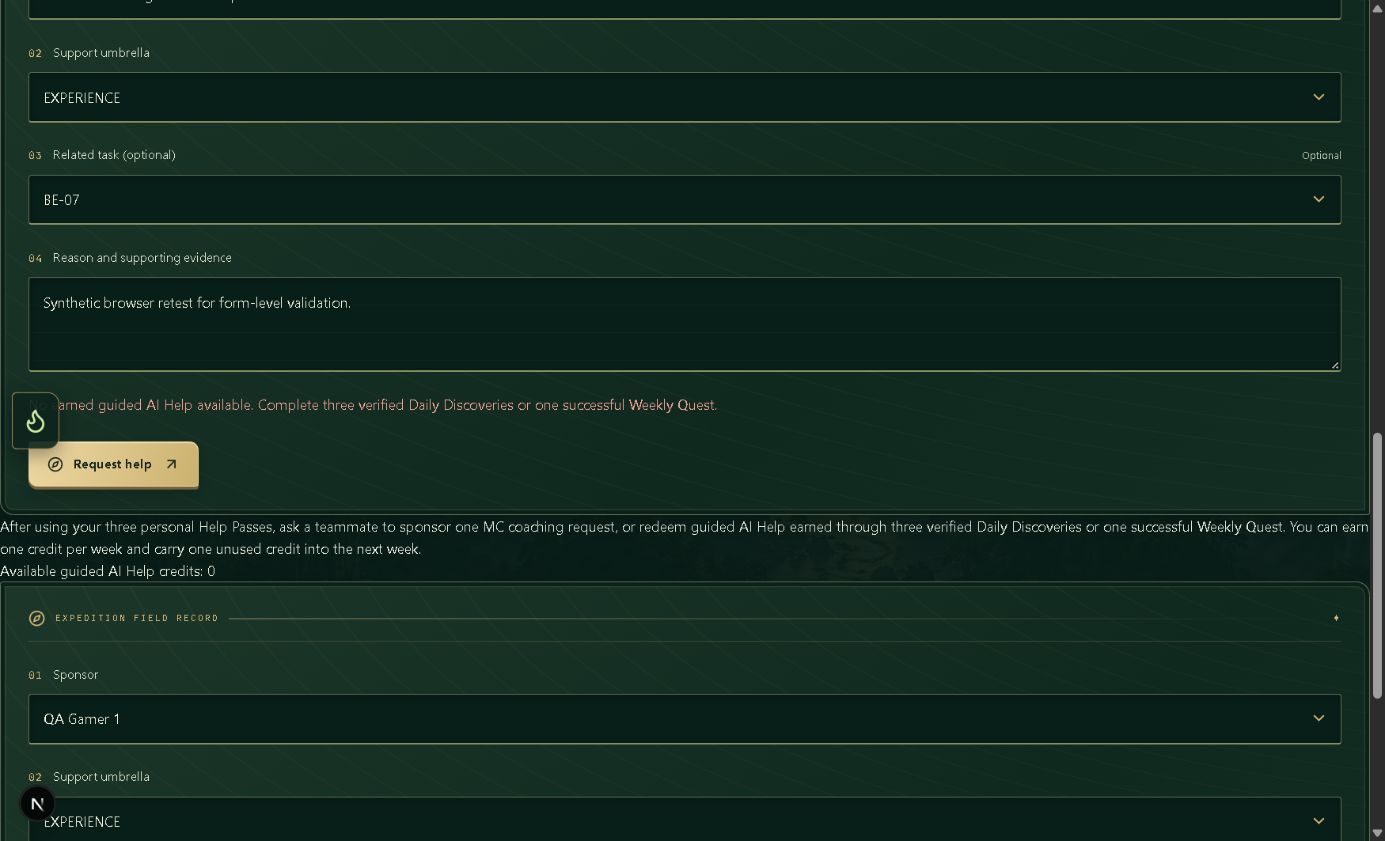 02 Support umbrella
EXPERIENCE
03 Related task (optional)
Optional
BE-07
04 Reason and supporting evidence
Synthetic browser retest for form-level validation.
earned guided AI Help available. Complete three verified Daily Discoveries or one successful Weekly Quest.
Request help
After using your three personal Help Passes, ask a teammate to sponsor one MC coaching request, or redeem guided AI Help earned through three verified Daily Discoveries or one successful Weekly Quest. You can earn
one credit per week and carry one unused credit into the next week.
Available guided AI Help credits: 0
EXPEDITION FIELD RECORD
01 Sponsor
QA Gamer 1
02 Support umbrella
N
EXPERIENCE